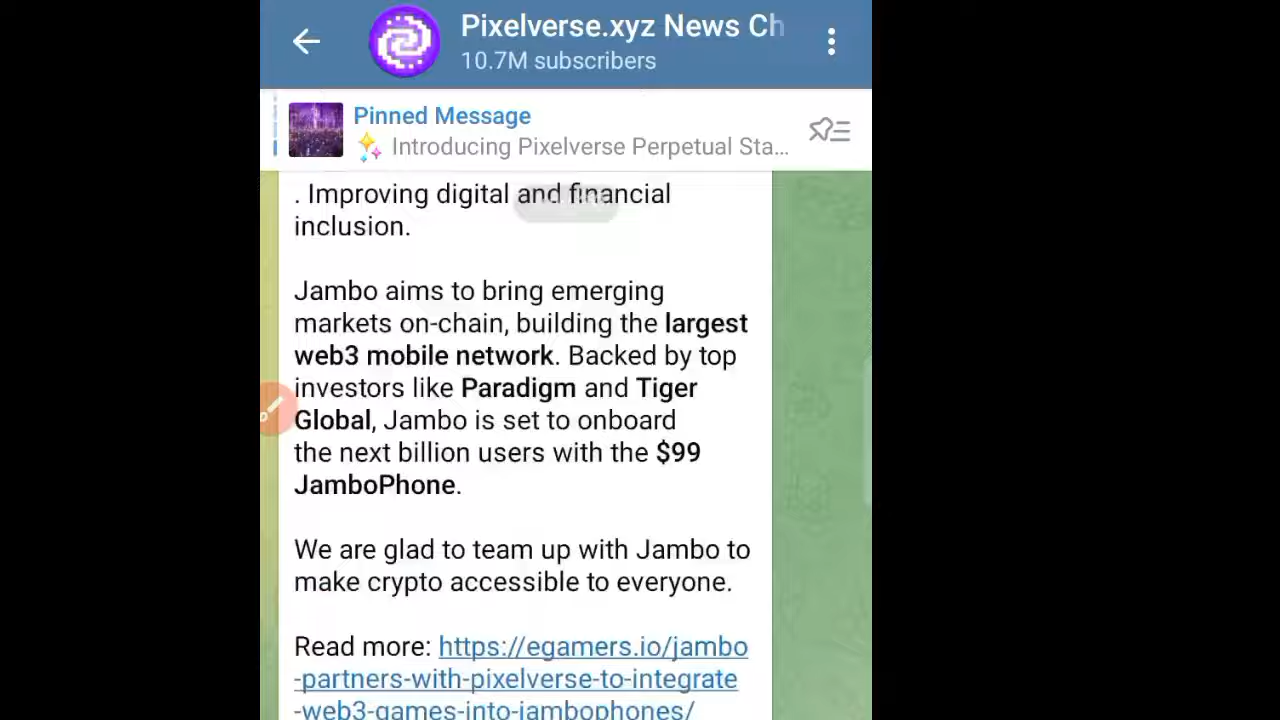 Pixelverse.xyz News Ch
10.7M subscribers
Pinned Message
✨ Introducing Pixelverse Perpetual Sta...
. Improving digital and financial
inclusion.
Jambo aims to bring emerging
markets on-chain, building the largest
web3 mobile network. Backed by top
investors like Paradigm and Tiger
Global, Jambo is set to onboard
the next billion users with the $99
JamboPhone.
We are glad to team up with Jambo to
make crypto accessible to everyone.
Read more: https://egamers.io/jambo
-partners-with-pixelverse-to-integrate
-web3-games-into-jambophones/